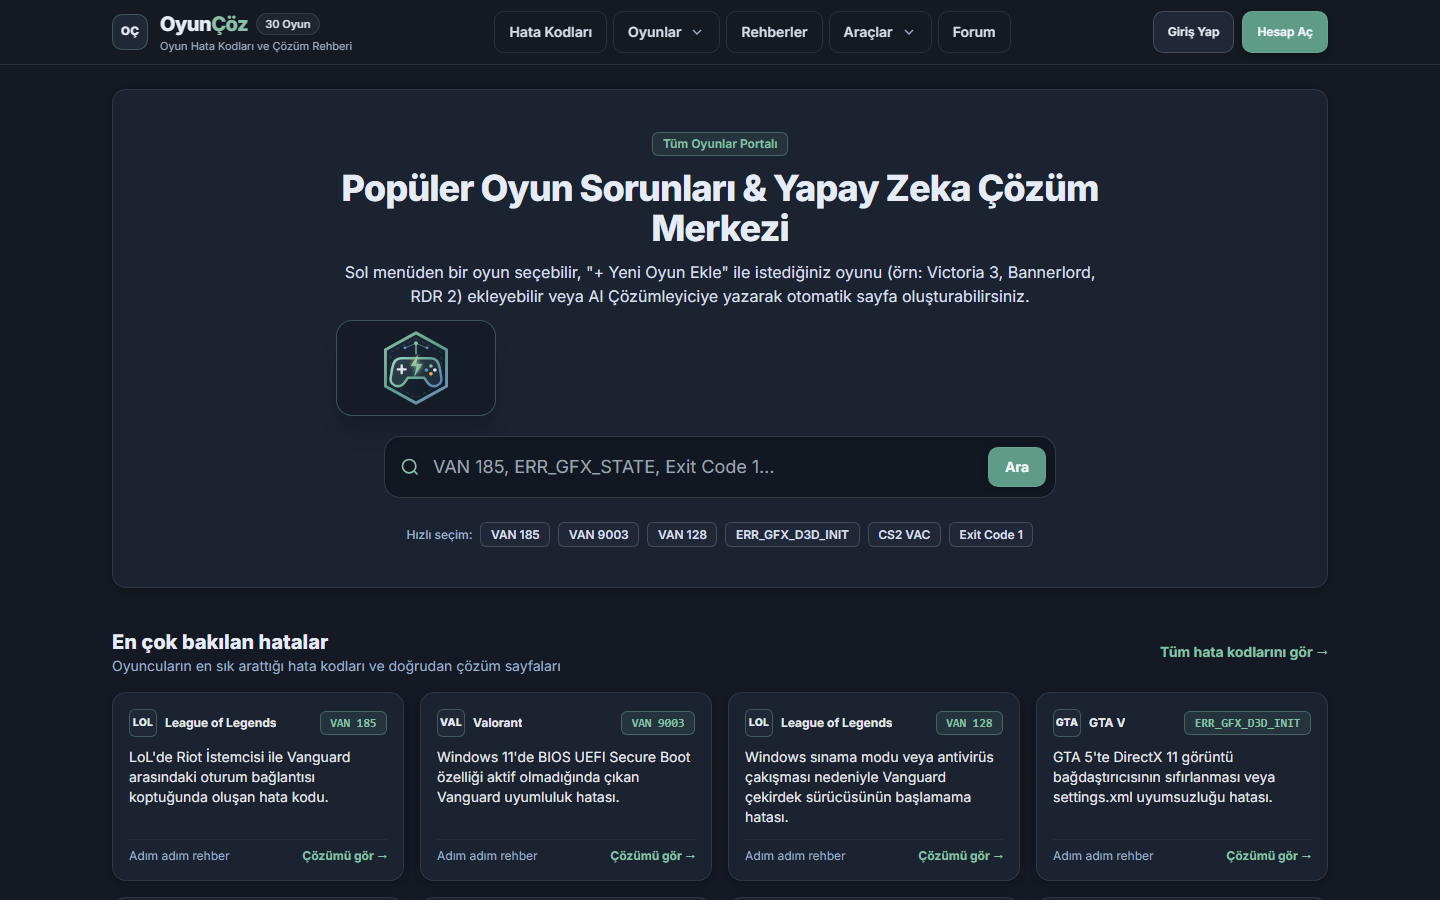 OÇ
OyunÇöz
30 Oyun
Oyun Hata Kodları ve Çözüm Rehberi
Hata Kodları
Oyunlar
Rehberler
Araçlar
Forum
Giriş Yap
Hesap Aç
Tüm Oyunlar Portalı
Popüler Oyun Sorunları & Yapay Zeka Çözüm
Merkezi
Sol menüden bir oyun seçebilir, "+ Yeni Oyun Ekle" ile istediğiniz oyunu (örn: Victoria 3, Bannerlord,
RDR 2) ekleyebilir veya AI Çözümleyiciye yazarak otomatik sayfa oluşturabilirsiniz.
VAN 185, ERR_GFX_STATE, Exit Code 1...
Ara
Hızlı seçim:
VAN 185
VAN 9003
VAN 128
ERR_GFX_D3D_INIT
CS2 VAC
Exit Code 1
En çok bakılan hatalar
Oyuncuların en sık arattığı hata kodları ve doğrudan çözüm sayfaları
Tüm hata kodlarını gör →
LOL
League of Legends
VAN 185
LoL'de Riot İstemcisi ile Vanguard
arasındaki oturum bağlantısı
koptuğunda oluşan hata kodu.
Adım adım rehber
Çözümü gör →
VAL
Valorant
VAN 9003
Windows 11'de BIOS UEFI Secure Boot
özelliği aktif olmadığında çıkan
Vanguard uyumluluk hatası.
Adım adım rehber
Çözümü gör →
LOL
League of Legends
VAN 128
Windows sınama modu veya antivirüs
çakışması nedeniyle Vanguard
çekirdek sürücüsünün başlamama
hatası.
Adım adım rehber
Çözümü gör →
GTA
GTA V
ERR_GFX_D3D_INIT
GTA 5'te DirectX 11 görüntü
bağdaştırıcısının sıfırlanması veya
settings.xml uyumsuzluğu hatası.
Adım adım rehber
Çözümü gör →